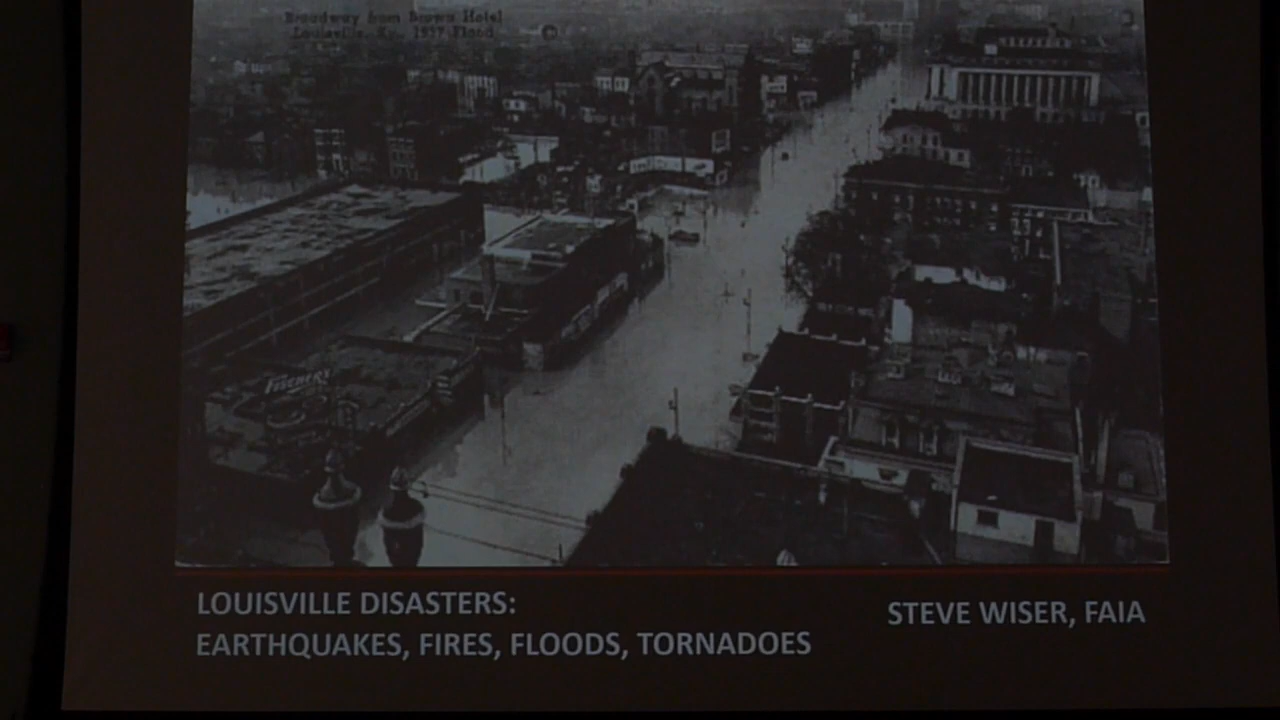 Broadway from Brown Hotel
Louisville, Ky., 1937 Flood
FISCHER'S
LOUISVILLE DISASTERS:
EARTHQUAKES, FIRES, FLOODS, TORNADOES
STEVE WISER, FAIA